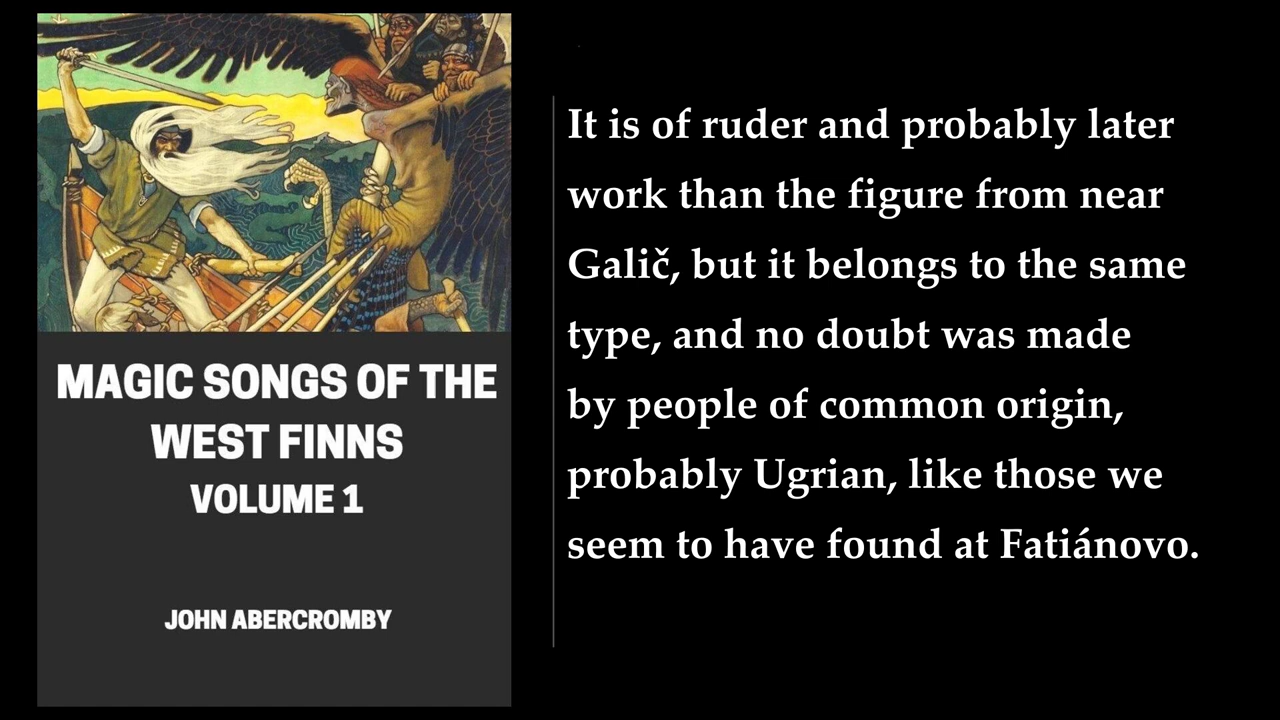 MAGIC SONGS OF THE
WEST FINNS
VOLUME 1
JOHN ABERCROMBY
It is of ruder and probably later
work than the figure from near
Galič, but it belongs to the same
type, and no doubt was made
by people of common origin,
probably Ugrian, like those we
seem to have found at Fatiánovo.